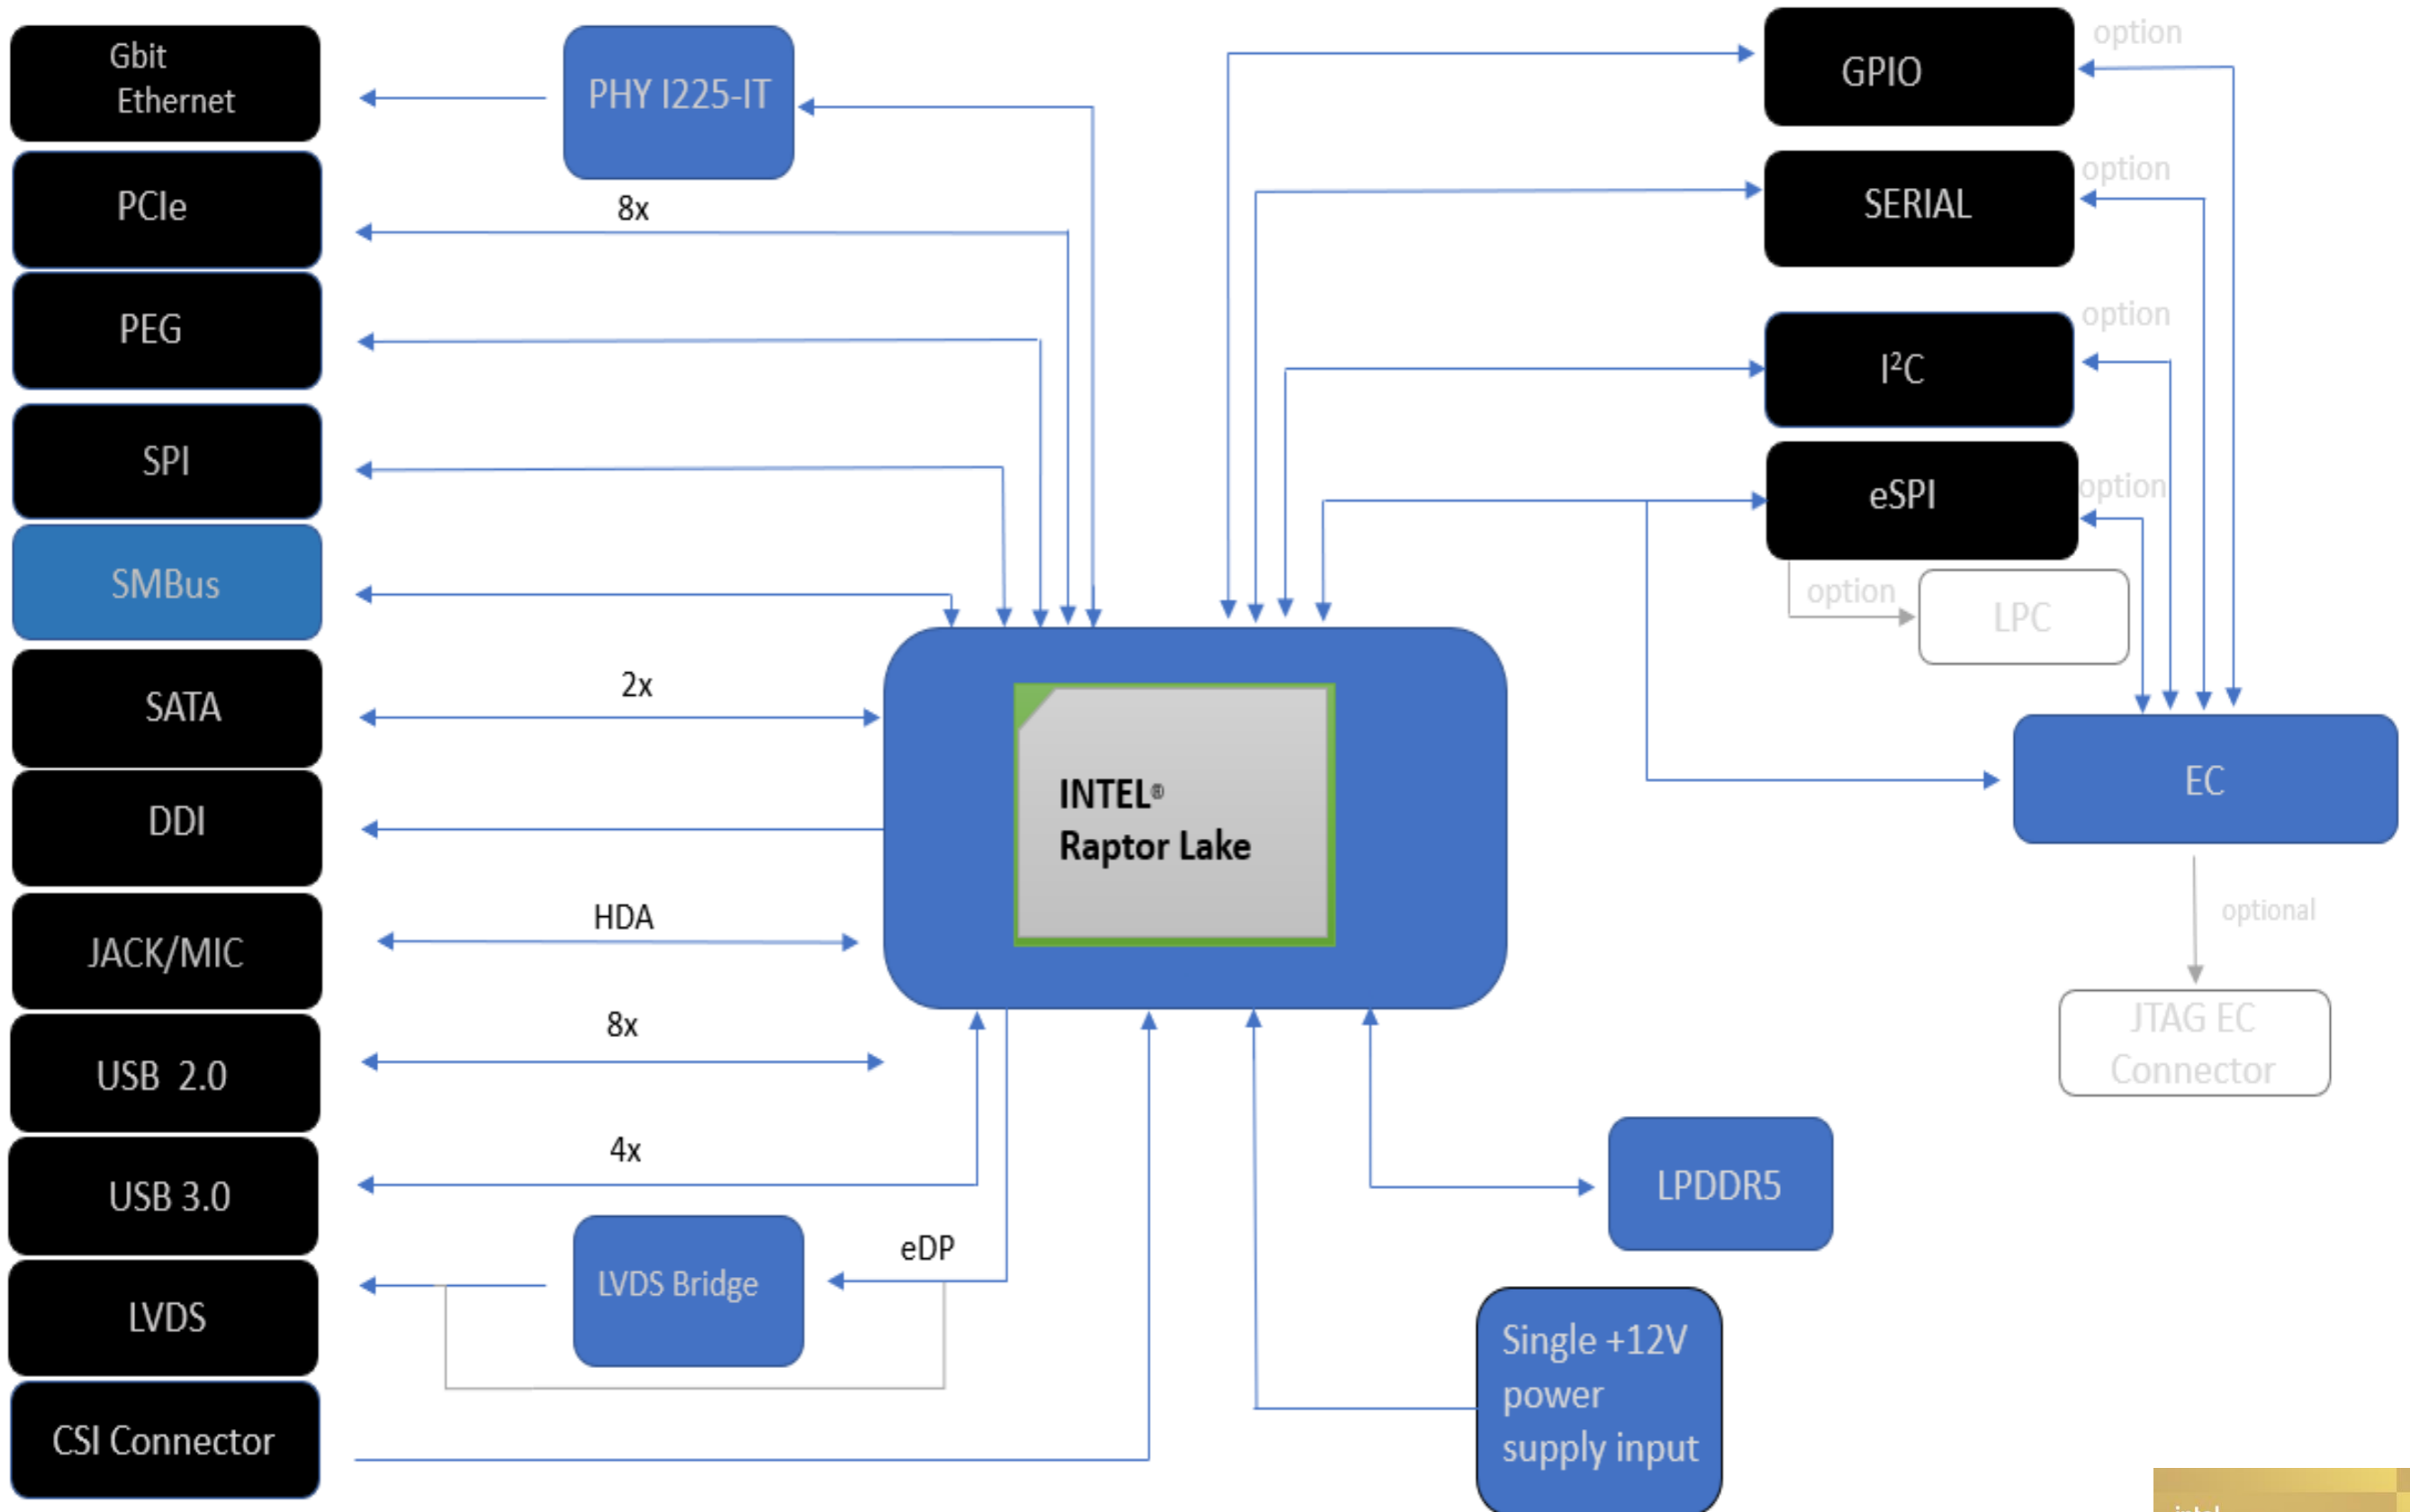 Gbit
Ethernet
PCIe
PEG
SPI
SMBus
SATA
DDI
JACK/MIC
USB 2.0
USB 3.0
LVDS
CSI Connector
PHY I225-IT
8x
2x
HDA
8x
4x
eDP
LVDS Bridge
INTEL®
Raptor Lake
GPIO
option
SERIAL
option
I²C
option
eSPI
option
option
LPC
EC
optional
JTAG EC
Connector
LPDDR5
Single +12V
power
supply input
intel